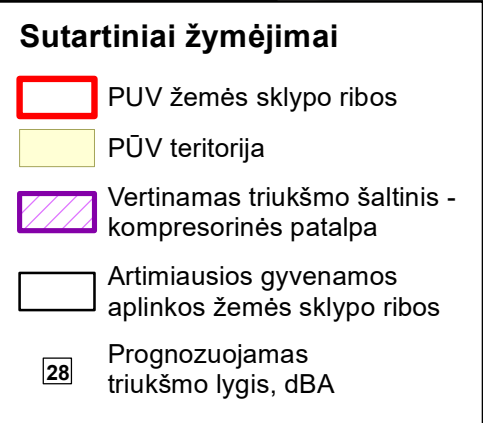 Sutartiniai žymėjimai
PUV žemės sklypo ribos
PŪV teritorija
Vertinamas triukšmo šaltinis -
kompresorinės patalpa
Artimiausios gyvenamos
aplinkos žemės sklypo ribos
Prognozuojamas
28 triukšmo lygis, dBA